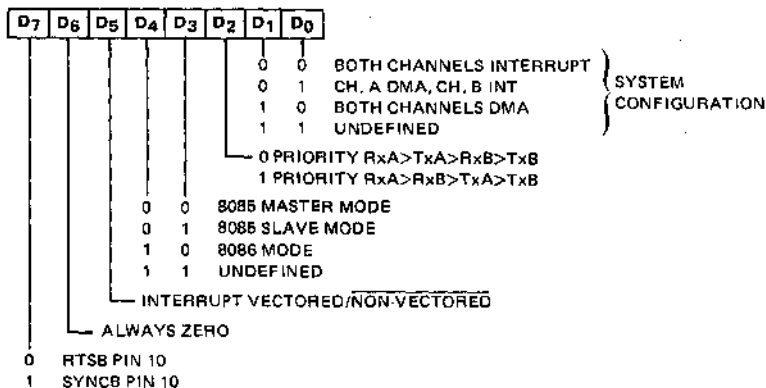 D7 D6 D5 D4 D3 D2 D1 D0
0 0 BOTH CHANNELS INTERRUPT
0 1 CH. A DMA, CH. B INT
1 0 BOTH CHANNELS DMA
1 1 UNDEFINED
SYSTEM
CONFIGURATION
0 PRIORITY RxA>TxA>RxB>TxB
1 PRIORITY RxA>RxB>TxA>TxB
0 0 8085 MASTER MODE
0 1 8085 SLAVE MODE
1 0 8086 MODE
1 1 UNDEFINED
INTERRUPT VECTORED/NON-VECTORED
ALWAYS ZERO
0 RTSB PIN 10
1 SYNCB PIN 10